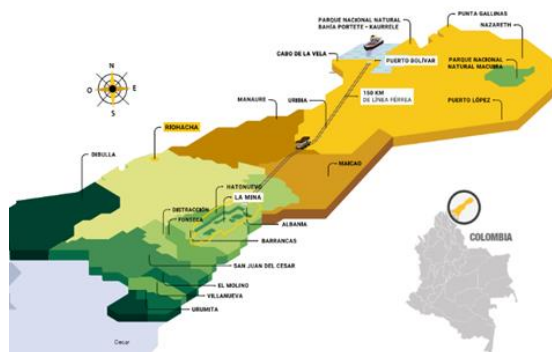 PUNTA GALLINAS
PARQUE NACIONAL NATURAL
BAHÍA PORTETE - KAURRELE
NAZARETH
CABO DE LA VELA
PUERTO BOLÍVAR
PARQUE NACIONAL
NATURAL MACUIRA
N
O
E
S
150 KM
DE LÍNEA FÉRREA
MANAURE
URIBIA
PUERTO LÓPEZ
RIOHACHA
DIBULLA
MAICAO
HATONUEVO
LA MINA
DISTRACCIÓN
FONSECA
ALBANIA
BARRANCAS
COLOMBIA
SAN JUAN DEL CESAR
EL MOLINO
VILLANUEVA
URUMITA
Cesar